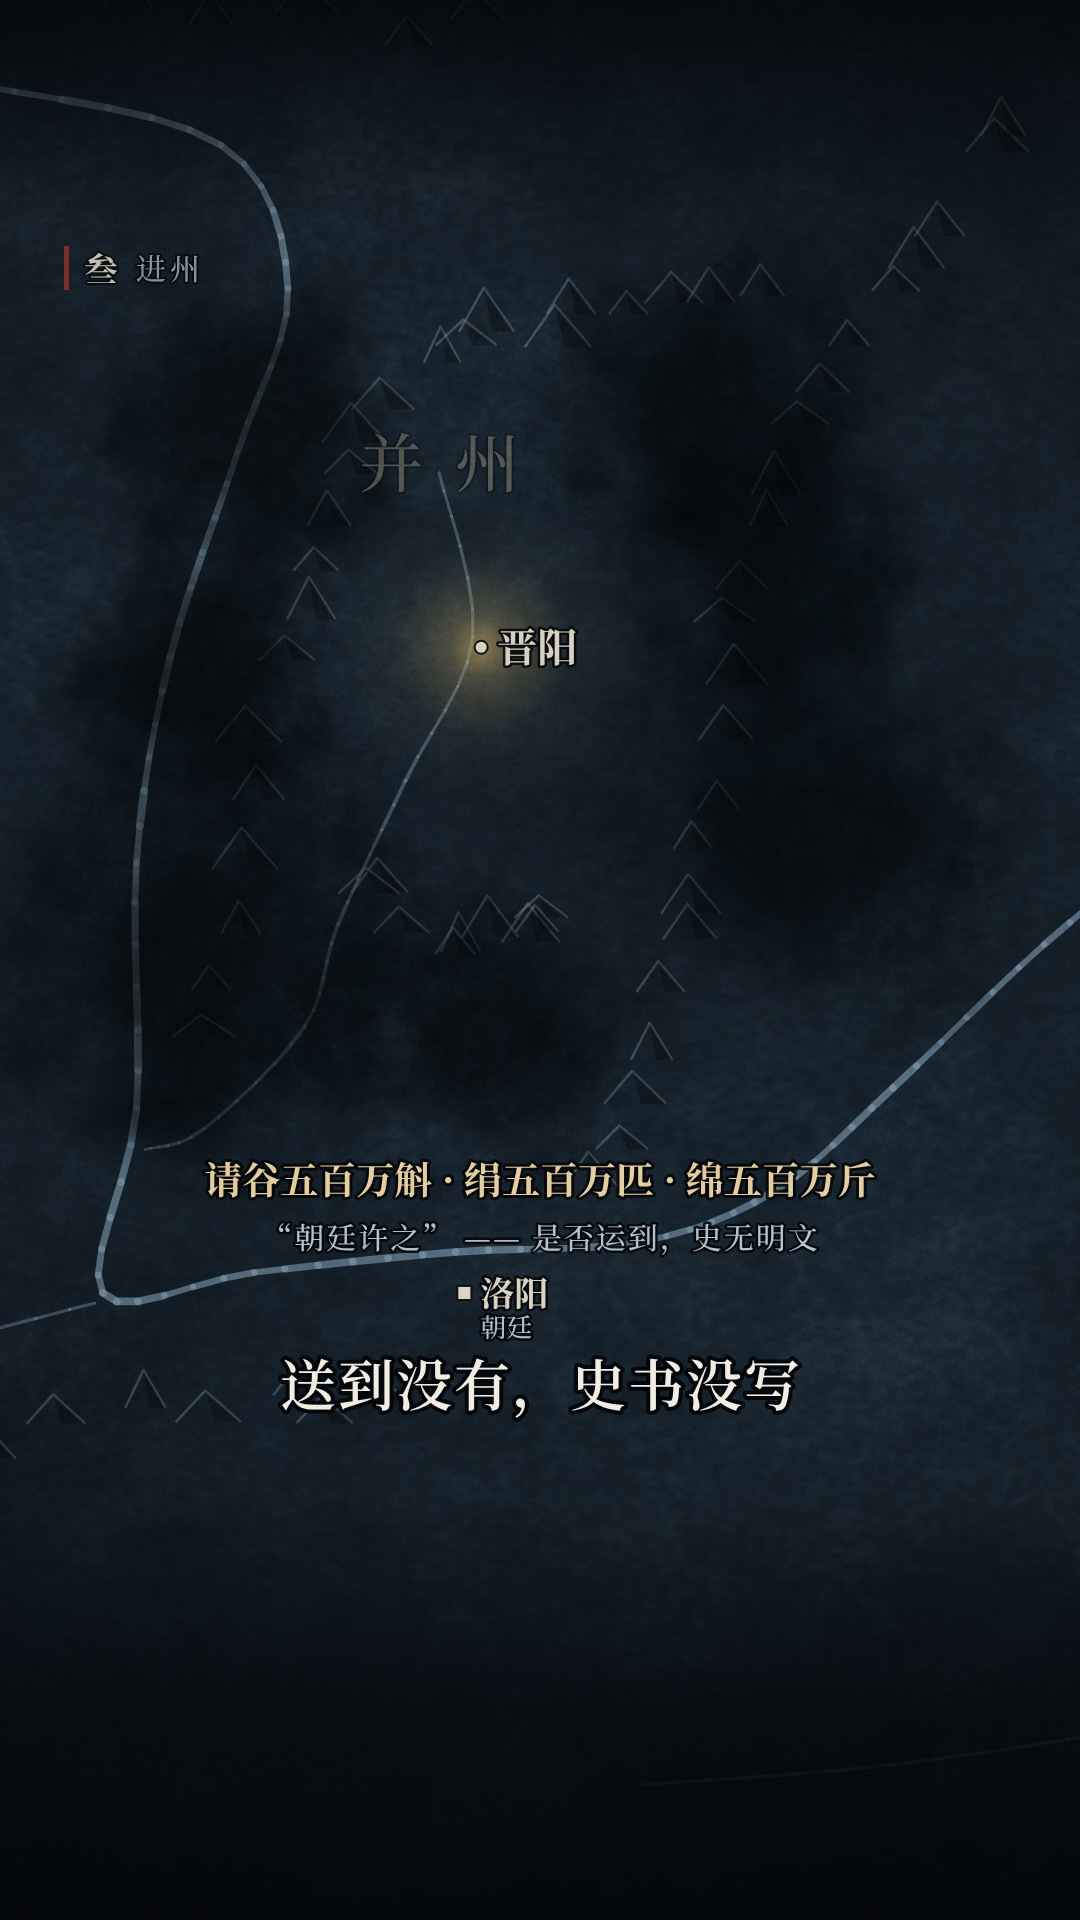 叁 进州
并州
晋阳
请谷五百万斛·绢五百万匹·绵五百万斤
“朝廷许之” —— 是否运到，史无明文
洛阳
朝廷
送到没有，史书没写